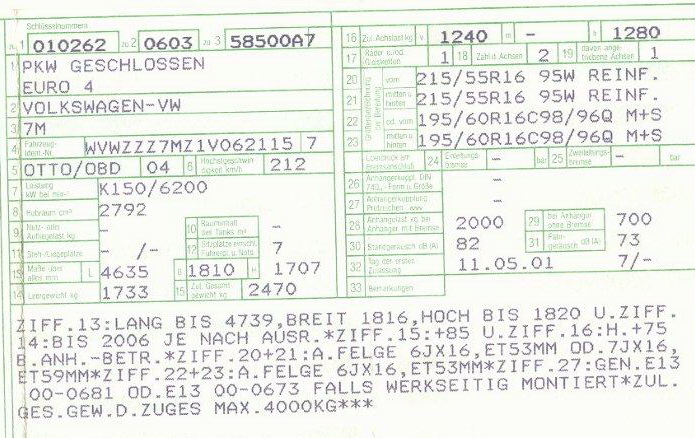 Schlüsselnummern
zu 1 010262 zu 2 0603 zu 3 58500A7
1 PKW GESCHLOSSEN
EURO 4
2 VOLKSWAGEN-VW
3 7M
4 Fahrzeug-Ident.-Nr. WVWZZZ7MZ1V062115 7
5 OTTO/OBD 04 6 Höchstgeschwindigkeit km/h 212
7 Leistung kW bei min-1 K150/6200
8 Hubraum cm³ 2792
9 Nutz- oder Aufliegelast kg - 10 Rauminhalt des Tanks m³ -
11 Steh-/Liegeplätze - /- 12 Sitzplätze einschl. Führerpl. u. Nots. 7
13 Maße über alles mm L 4635 B 1810 H 1707
14 Leergewicht kg 1733 15 Zul. Gesamtgewicht kg 2470
16 Zul. Achslast kg v 1240 m - h 1280
17 Räder u./od. Gleisketten 1 18 Zahl d. Achsen 2 19 davon angetriebene Achsen 1
20 vorn 215/55R16 95W REINF.
21 mitten u. hinten 215/55R16 95W REINF.
22 od. vorn 195/60R16C98/96Q M+S
23 mitten u. hinten 195/60R16C98/96Q M+S
24 Einleitungsbremse - bar 25 Zweileitungsbremse - bar
26 Anhängerkuppl. DIN 740.. Form u. Größe -
27 Anhängerkupplung Prüfzeichen -
28 Anhängelast kg bei Anhänger mit Bremse 2000 29 bei Anhänger ohne Bremse 700
30 Standgeräusch dB (A) 82 31 Fahrgeräusch dB (A) 73
32 Tag der ersten Zulassung 11.05.01 7/-
33 Bemerkungen
ZIFF.13:LANG BIS 4739,BREIT 1816,HOCH BIS 1820 U.ZIFF.
14:BIS 2006 JE NACH AUSR.*ZIFF.15:+85 U.ZIFF.16:H.+75
B.ANH.-BETR.*ZIFF.20+21:A.FELGE 6JX16,ET53MM OD.7JX16,
ET59MM*ZIFF.22+23:A.FELGE 6JX16,ET53MM*ZIFF.27:GEN.E13
00-0681 OD.E13 00-0673 FALLS WERKSEITIG MONTIERT*ZUL.
GES.GEW.D.ZUGES MAX.4000KG***